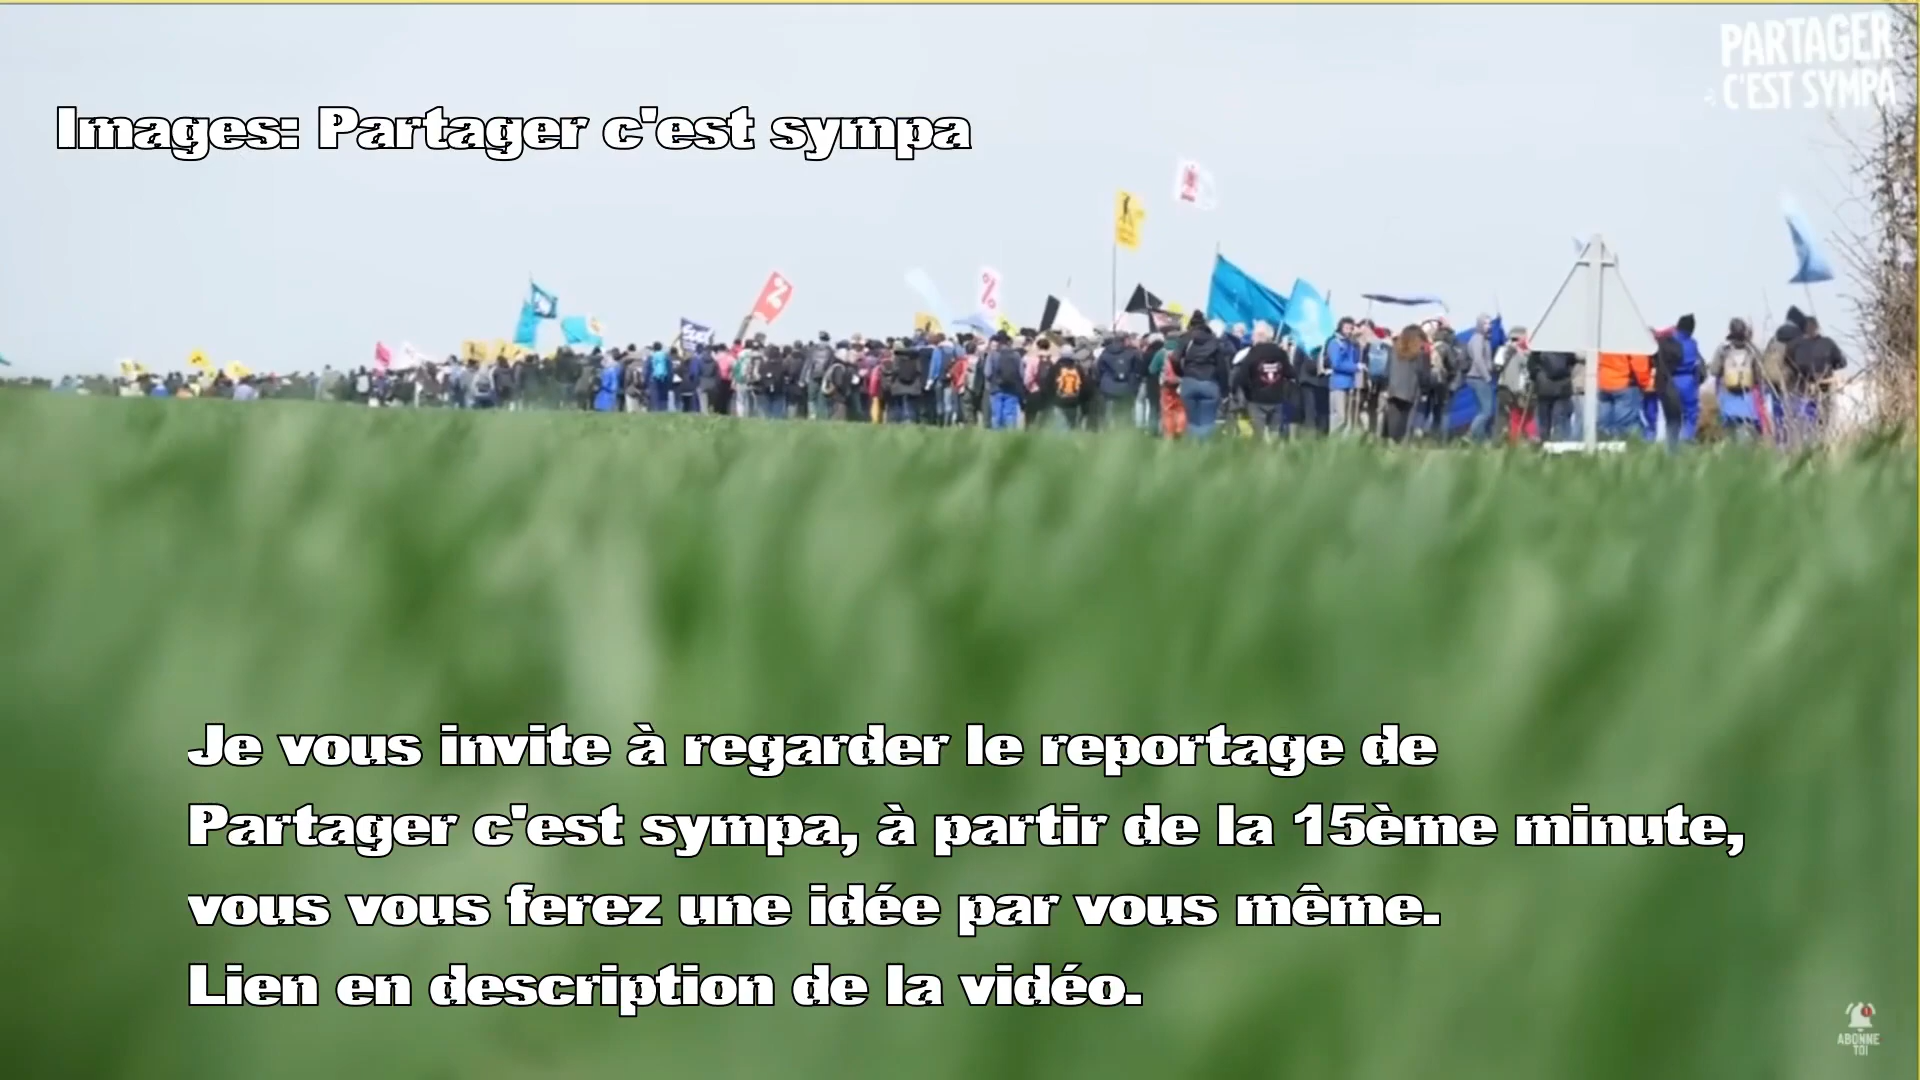 PARTAGER
C'EST SYMPA
Images: Partager c'est sympa
Je vous invite à regarder le reportage de
Partager c'est sympa, à partir de la 15ème minute,
vous vous ferez une idée par vous même.
Lien en description de la vidéo.
ABONNE
TOI